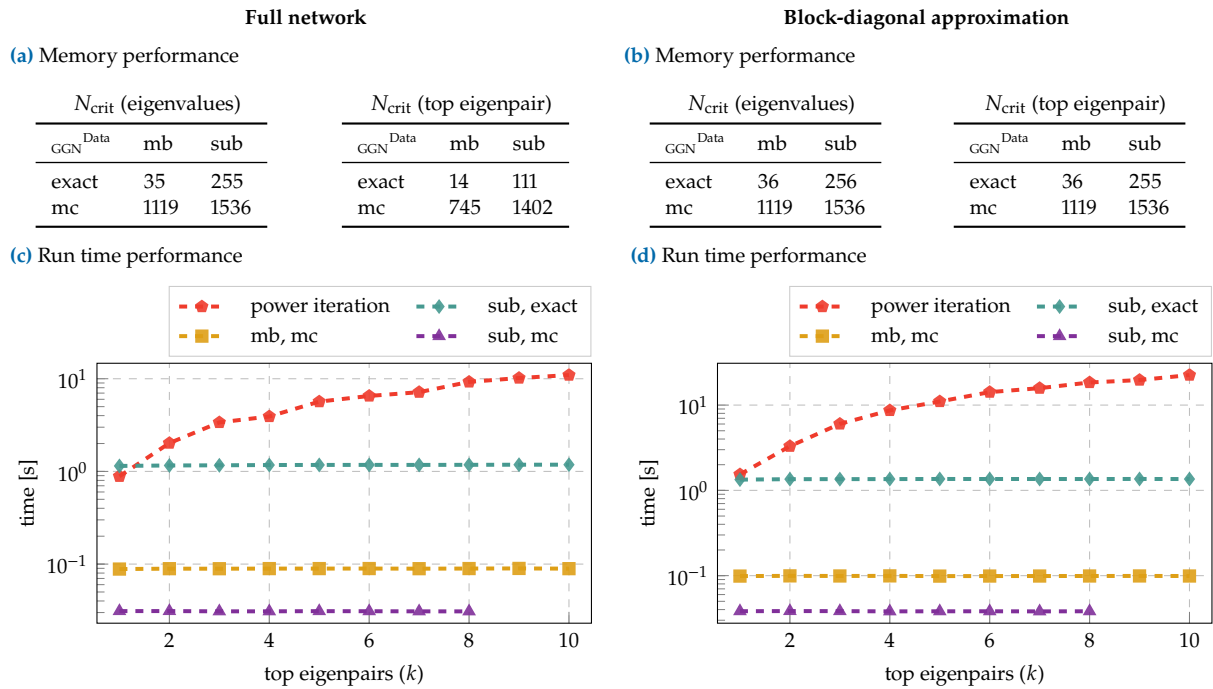 Full network
(a) Memory performance
N_crit (eigenvalues)
GGN^Data mb sub
exact 35 255
mc 1119 1536
N_crit (top eigenpair)
GGN^Data mb sub
exact 14 111
mc 745 1402
(c) Run time performance
power iteration sub, exact
mb, mc sub, mc
10^1
10^0
10^−1
time [s]
2 4 6 8 10
top eigenpairs (k)
Block-diagonal approximation
(b) Memory performance
N_crit (eigenvalues)
GGN^Data mb sub
exact 36 256
mc 1119 1536
N_crit (top eigenpair)
GGN^Data mb sub
exact 36 255
mc 1119 1536
(d) Run time performance
power iteration sub, exact
mb, mc sub, mc
10^1
10^0
10^−1
time [s]
2 4 6 8 10
top eigenpairs (k)